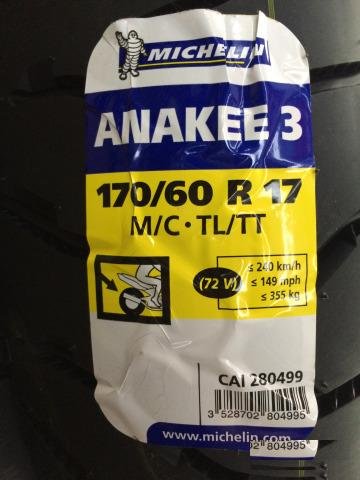 MICHELIN
ANAKEE 3
170/60 R 17
M/C · TL/TT
(72 V)
≤ 240 km/h
≤ 149 mph
≤ 355 kg
CAI 280499
3 528702 804995
www.michelin.com
804995